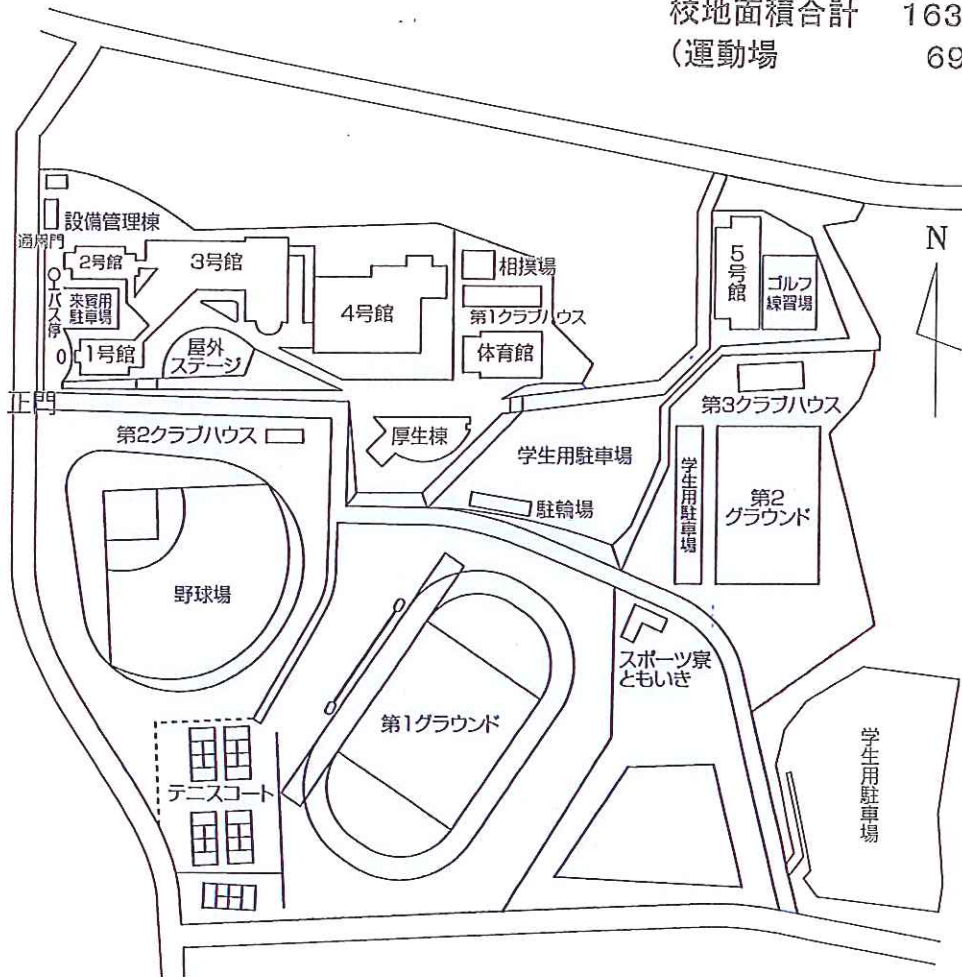 校地面積合計 163
(運動場 69
N
設備管理棟
通用門
2号館
3号館
バス停
来賓用
駐車場
1号館
屋外
ステージ
4号館
相撲場
第1クラブハウス
体育館
5号館
ゴルフ
練習場
正門
第2クラブハウス
厚生棟
学生用駐車場
駐輪場
第3クラブハウス
学生用駐車場
第2
グラウンド
野球場
スポーツ寮
ともいき
第1グラウンド
テニスコート
学生用駐車場